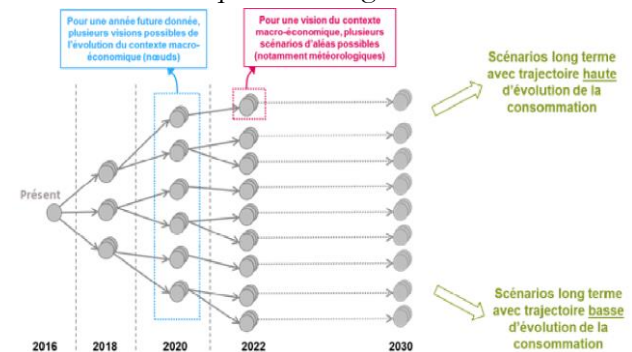 Pour une année future donnée,
plusieurs visions possibles de
l'évolution du contexte macro-
économique (nœuds)
Pour une vision du contexte
macro-économique, plusieurs
scénarios d'aléas possibles
(notamment météorologiques)
Scénarios long terme
avec trajectoire haute
d'évolution de la
consommation
Présent
Scénarios long terme
avec trajectoire basse
d'évolution de la
consommation
2016 2018 2020 2022 2030